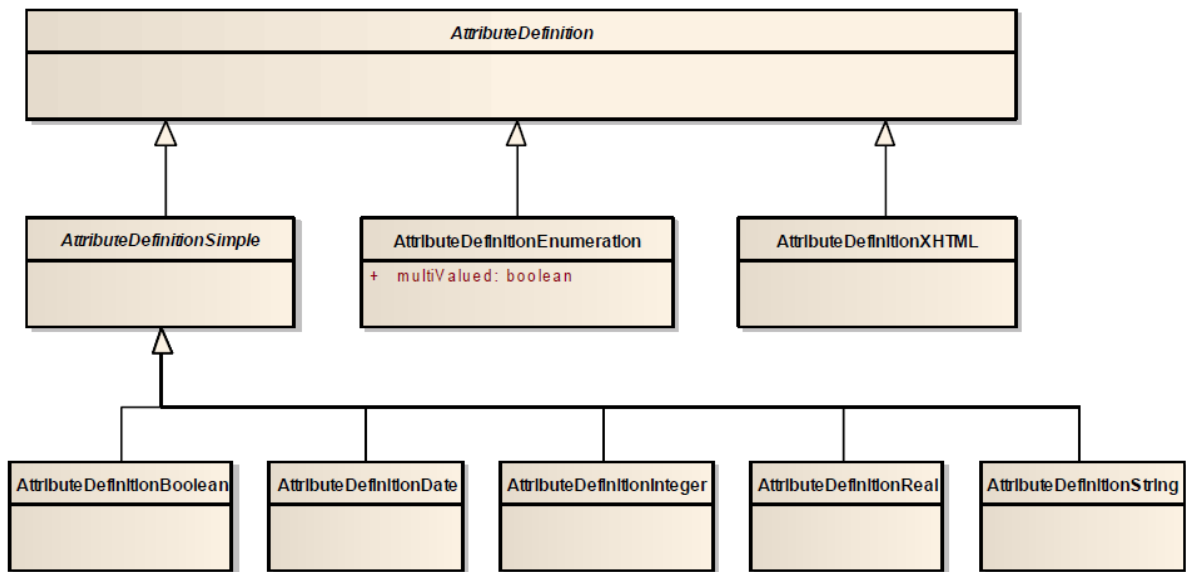 AttributeDefinition
AttributeDefinitionSimple
AttributeDefinitionEnumeration
AttributeDefinitionXHTML
+ multiValued: boolean
AttributeDefinitionBoolean
AttributeDefinitionDate
AttributeDefinitionInteger
AttributeDefinitionReal
AttributeDefinitionString